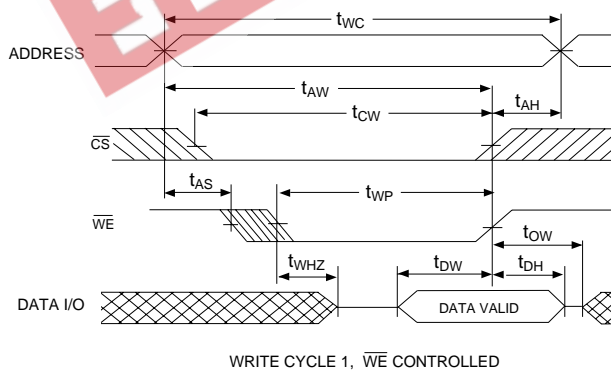 tWC
ADDRESS
tAW
tAH
tCW
CS
tAS
tWP
WE
tOW
tWHZ
tDW
tDH
DATA I/O
DATA VALID
WRITE CYCLE 1, WE CONTROLLED